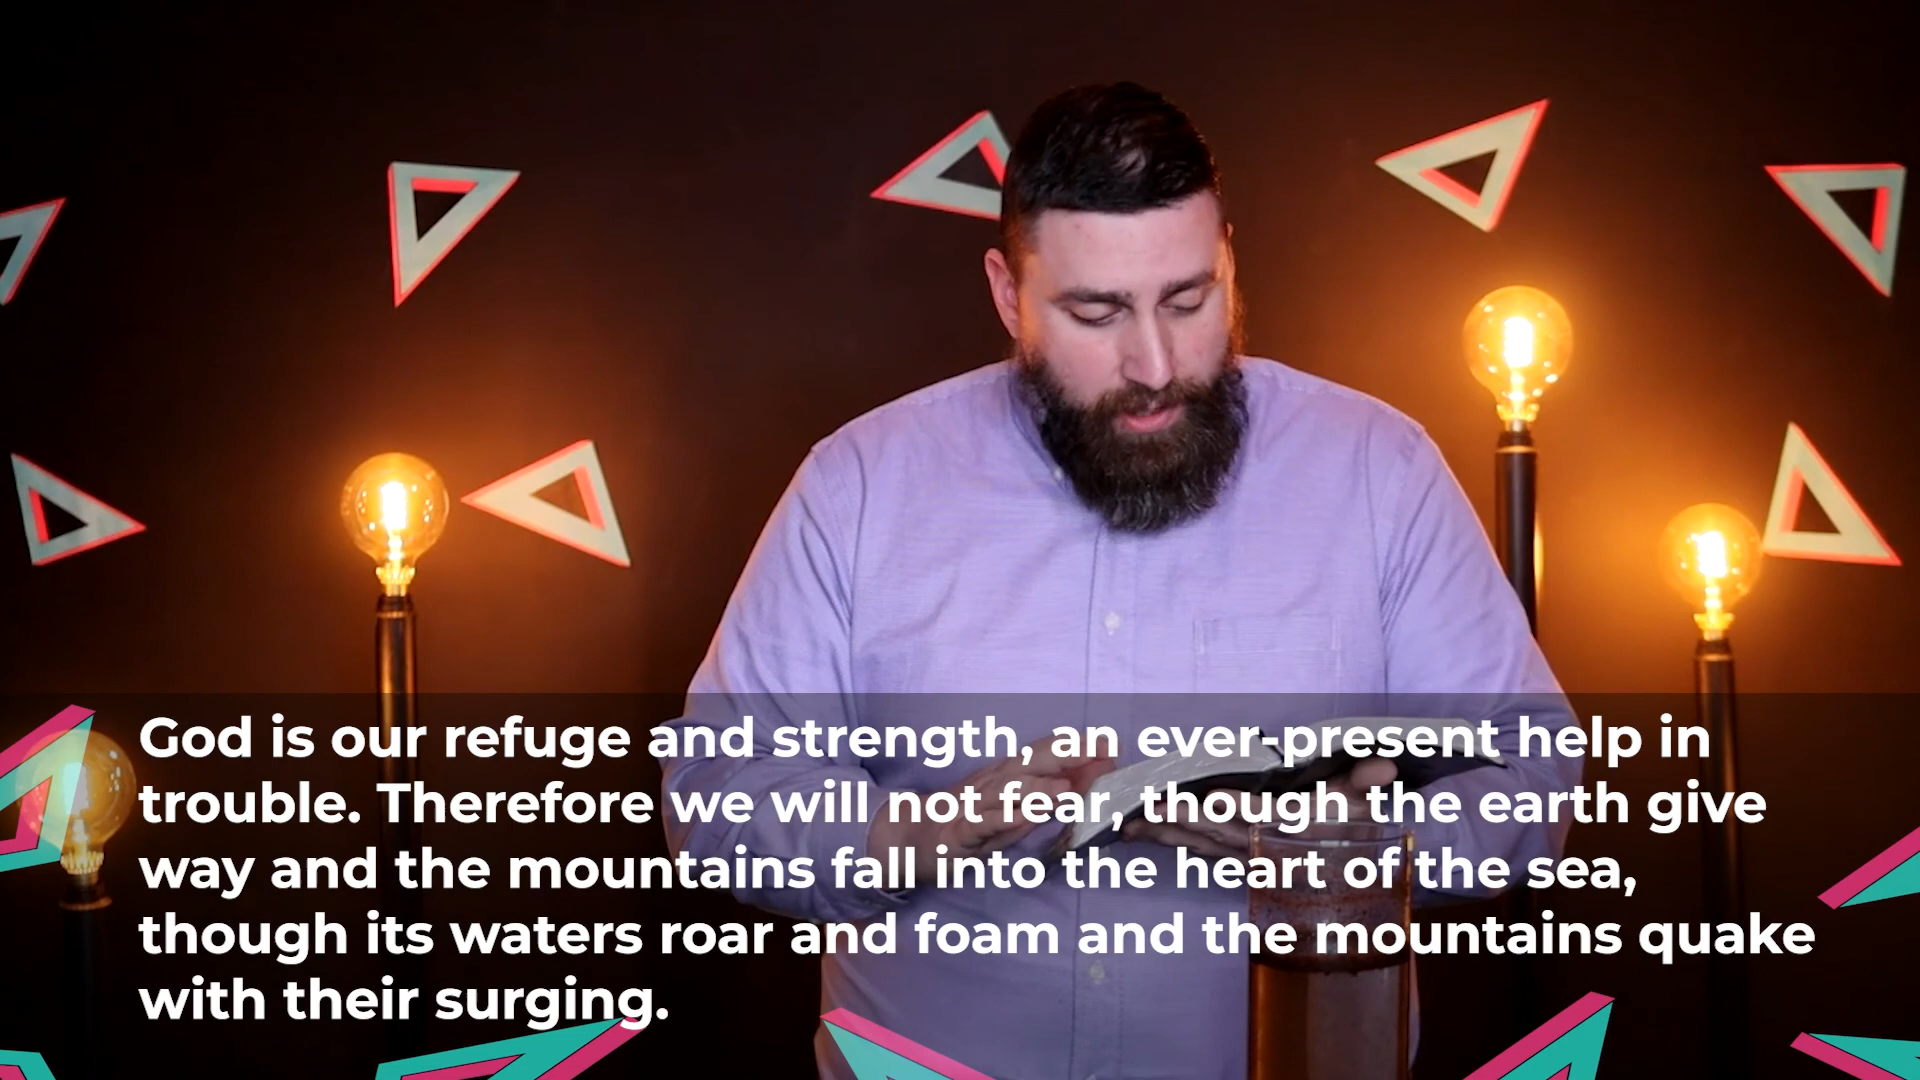 God is our refuge and strength, an ever-present help in
trouble. Therefore we will not fear, though the earth give
way and the mountains fall into the heart of the sea,
though its waters roar and foam and the mountains quake
with their surging.